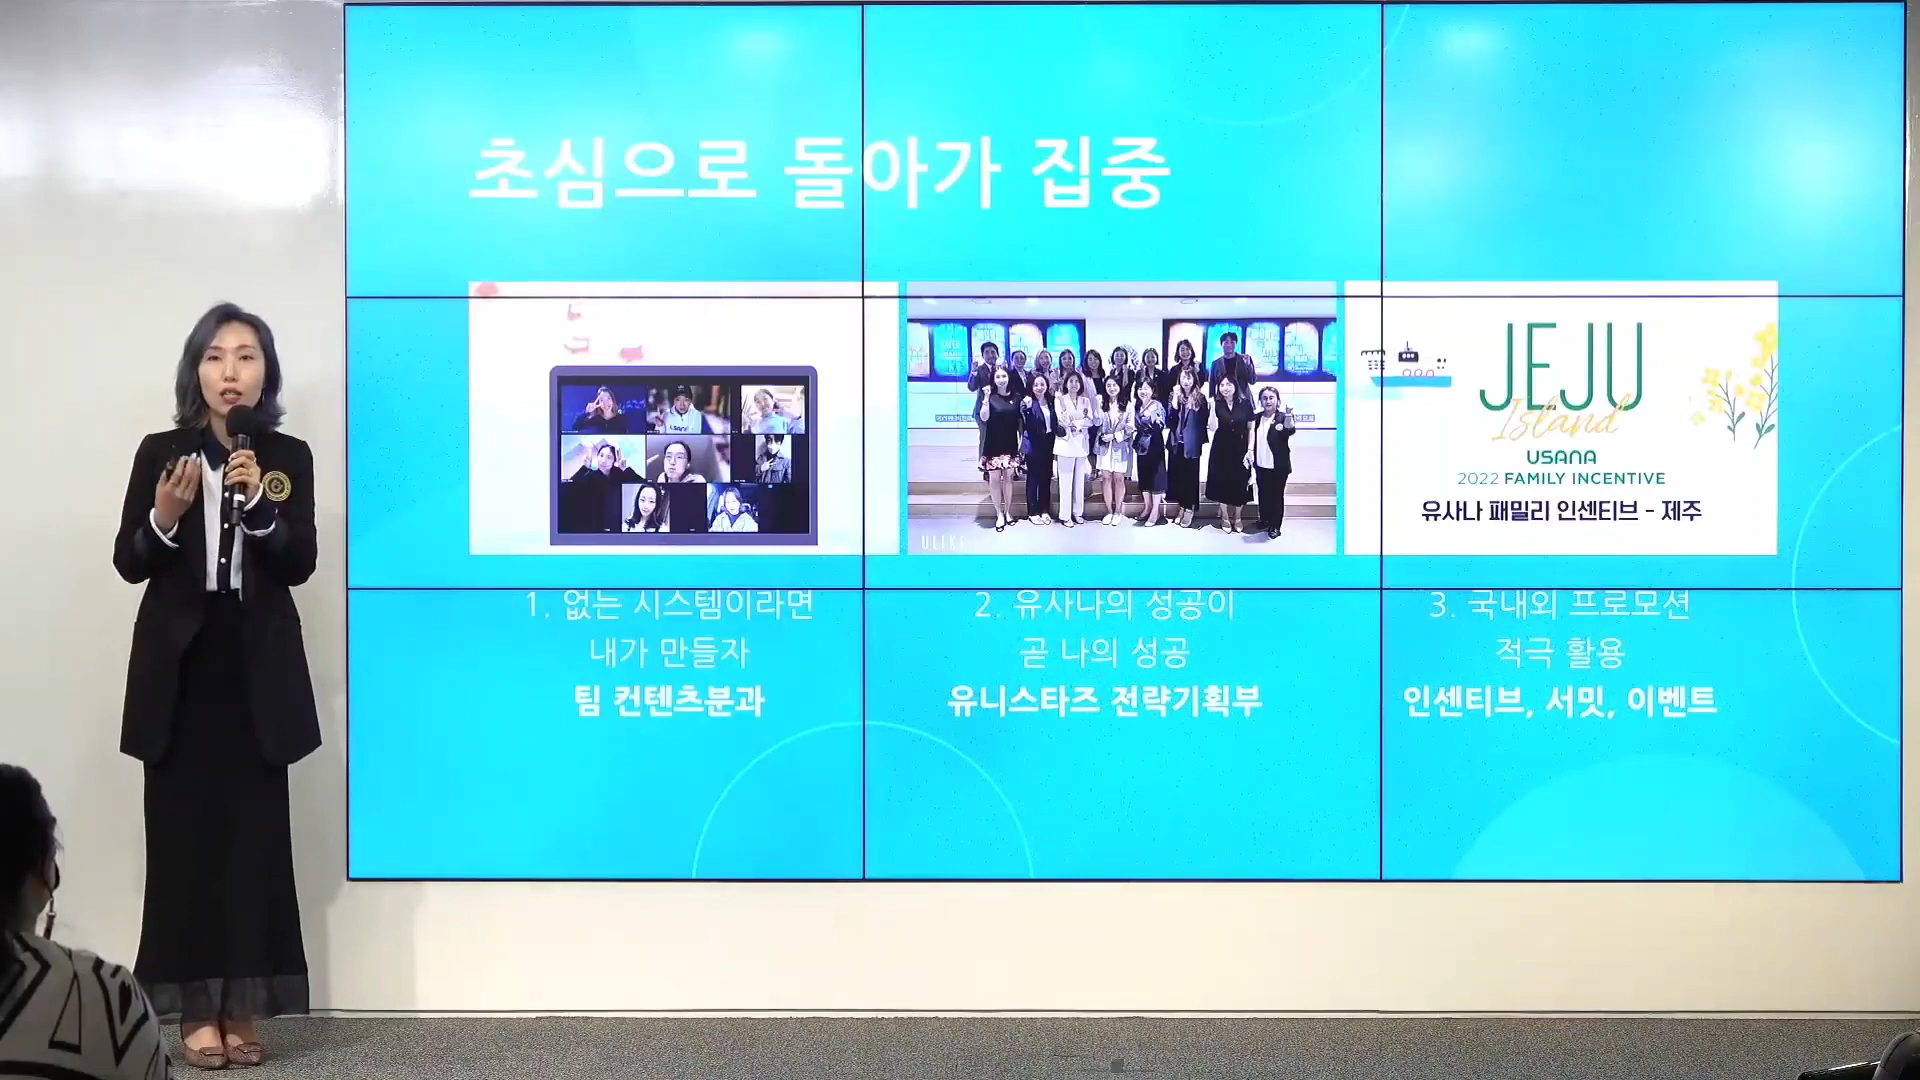 초심으로 돌아가 집중
USANA
ULIKE
JEJU
Island
USANA
2022 FAMILY INCENTIVE
유사나 패밀리 인센티브 - 제주
1. 없는 시스템이라면
내가 만들자
팀 컨텐츠분과
2. 유사나의 성공이
곧 나의 성공
유니스타즈 전략기획부
3. 국내외 프로모션
적극 활용
인센티브, 서밋, 이벤트